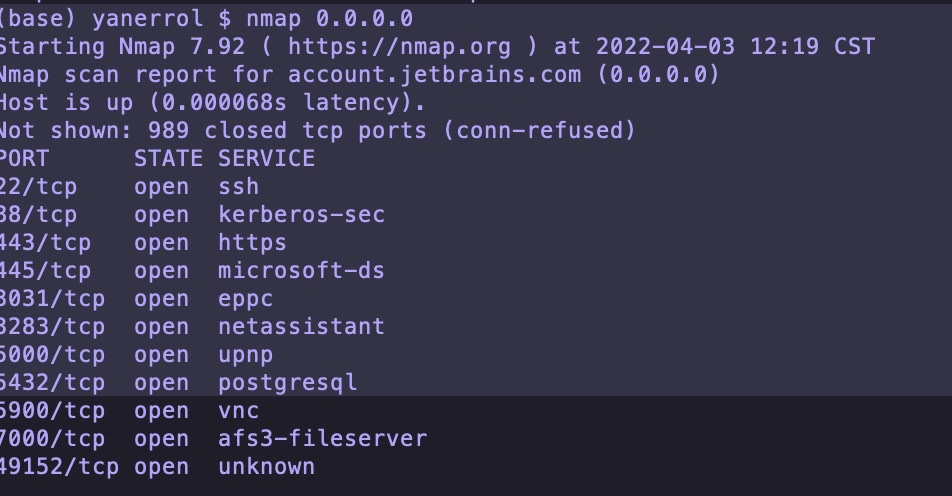 (base) yanerrol $ nmap 0.0.0.0
Starting Nmap 7.92 ( https://nmap.org ) at 2022-04-03 12:19 CST
Nmap scan report for account.jetbrains.com (0.0.0.0)
Host is up (0.000068s latency).
Not shown: 989 closed tcp ports (conn-refused)
PORT STATE SERVICE
22/tcp open ssh
88/tcp open kerberos-sec
443/tcp open https
445/tcp open microsoft-ds
3031/tcp open eppc
3283/tcp open netassistant
5000/tcp open upnp
5432/tcp open postgresql
5900/tcp open vnc
7000/tcp open afs3-fileserver
49152/tcp open unknown